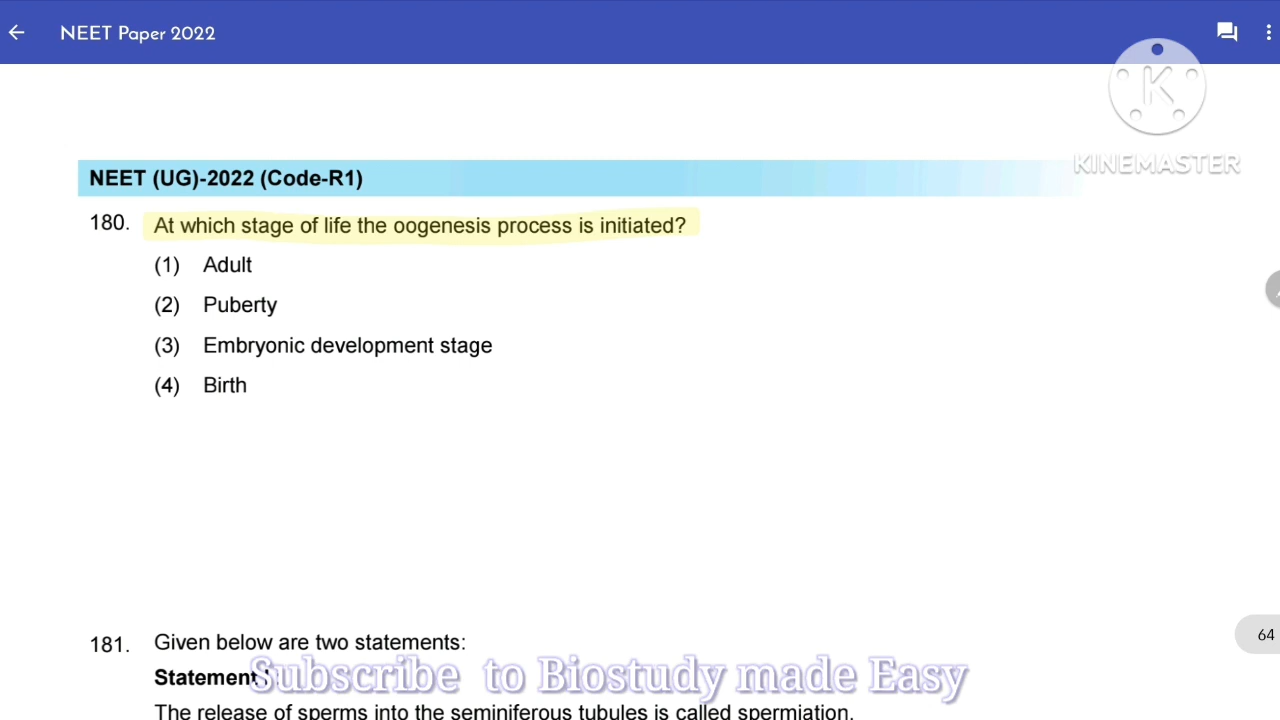 NEET Paper 2022
K
KINEMASTER
NEET (UG)-2022 (Code-R1)
180. At which stage of life the oogenesis process is initiated?
(1) Adult
(2) Puberty
(3) Embryonic development stage
(4) Birth
64
181. Given below are two statements:
Statement
Subscribe to Biostudy made Easy
The release of sperms into the seminiferous tubules is called spermiation.